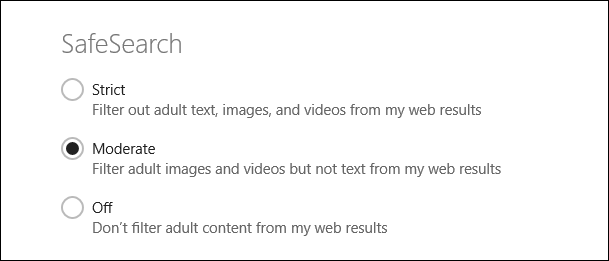 SafeSearch
Strict
Filter out adult text, images, and videos from my web results
Moderate
Filter adult images and videos but not text from my web results
Off
Don't filter adult content from my web results